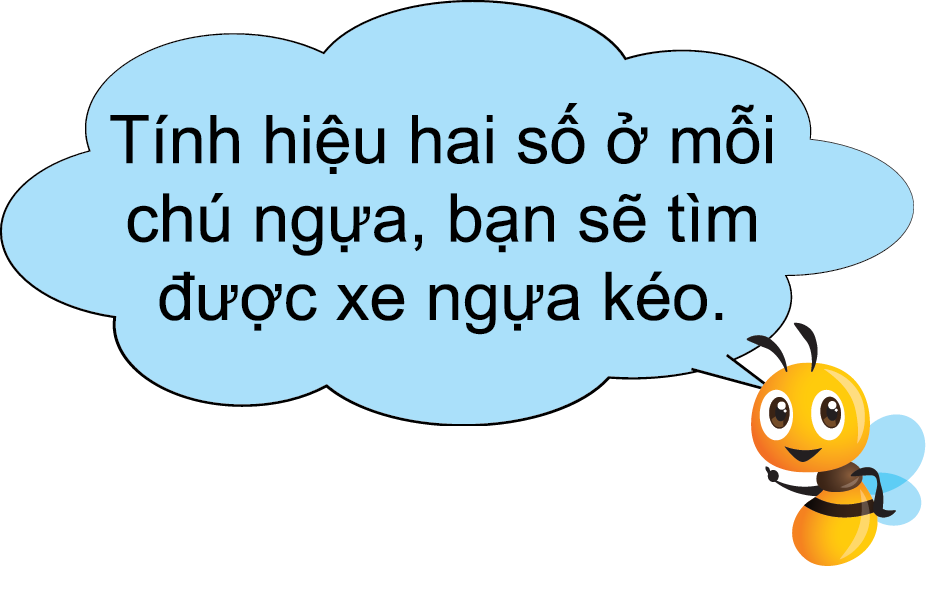 Tính hiệu hai số ở mỗi
chú ngựa, bạn sẽ tìm
được xe ngựa kéo.